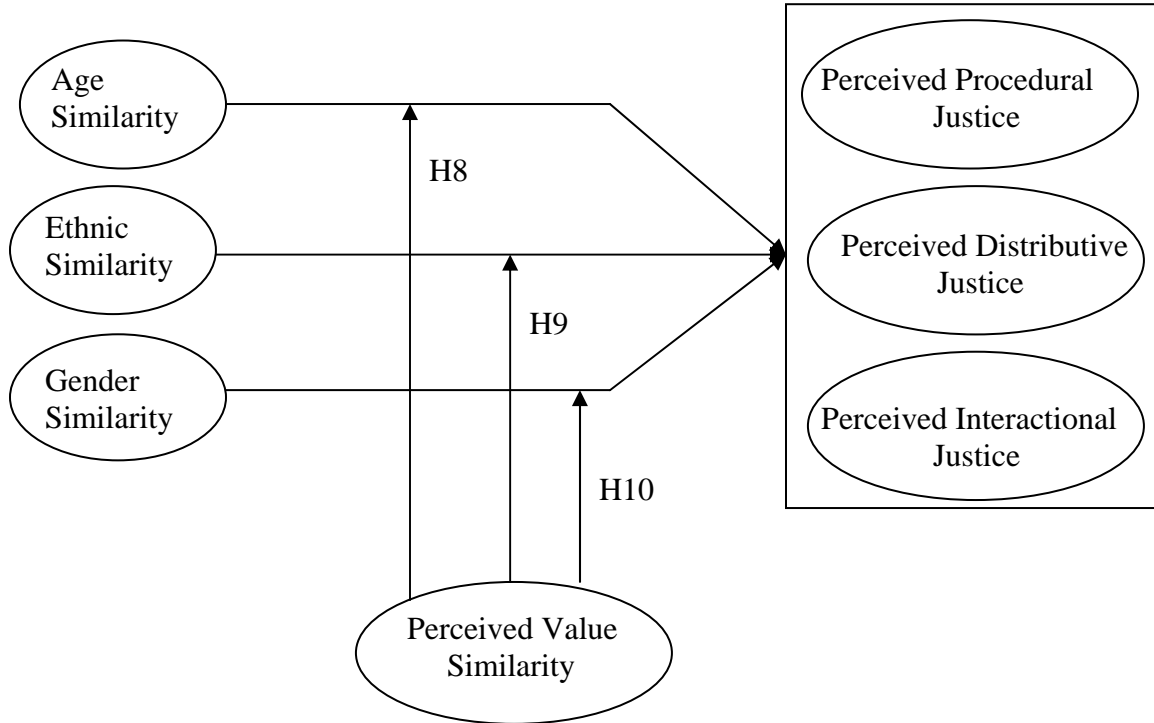 Age
Similarity
Ethnic
Similarity
Gender
Similarity
H8
H9
H10
Perceived Value
Similarity
Perceived Procedural
Justice
Perceived Distributive
Justice
Perceived Interactional
Justice